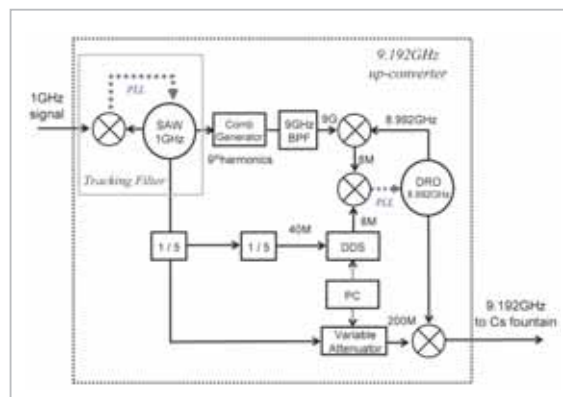 9.192GHz
up-converter
1GHz
signal
PLL
SAW
1GHz
Tracking Filter
Comb
Generator
9th harmonics
9GHz
BPF
9G
8.992GHz
8M
DRO
8.992GHz
PLL
8M
1/5
1/5
40M
DDS
PC
Variable
Attenuator
200M
9.192GHz
to Cs fountain